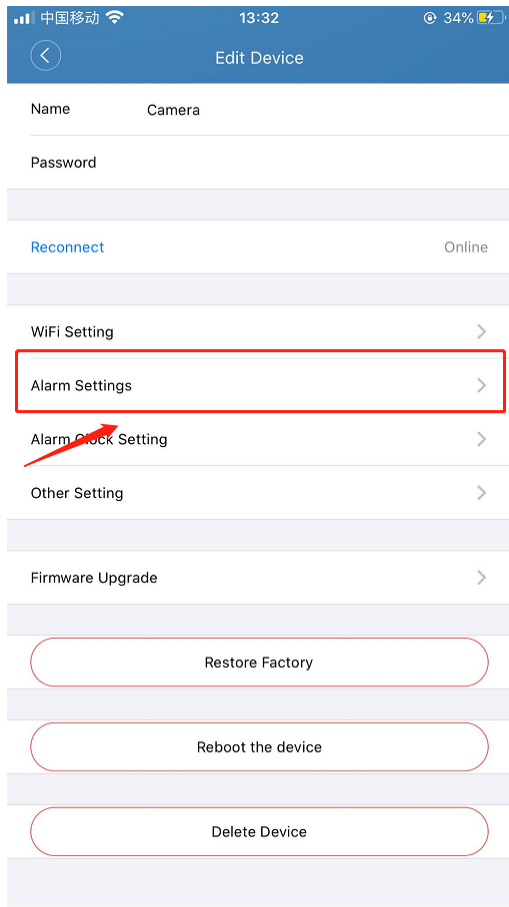 中国移动 13:32 34%
Edit Device
Name Camera
Password
Reconnect Online
WiFi Setting
Alarm Settings
Alarm Clock Setting
Other Setting
Firmware Upgrade
Restore Factory
Reboot the device
Delete Device